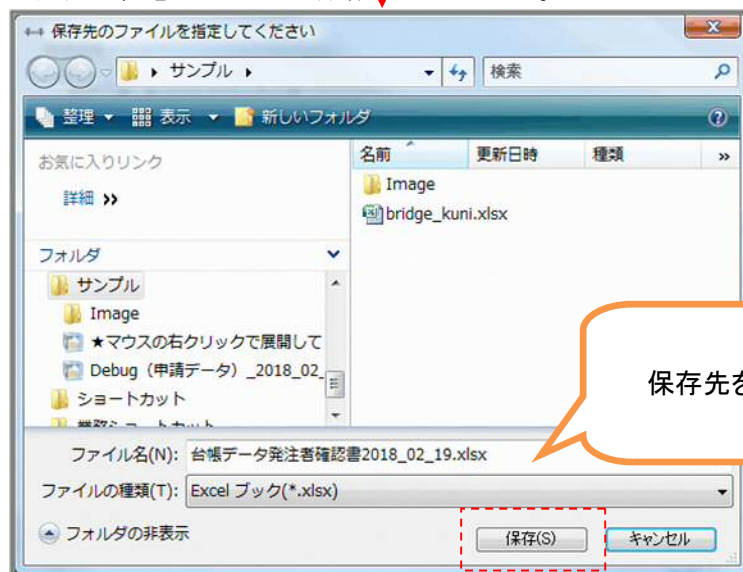 保存先のファイルを指定してください
サンプル
検索
整理 表示 新しいフォルダ
お気に入りリンク
詳細 »
フォルダ
サンプル
Image
★マウスの右クリックで展開して
Debug（申請データ）_2018_02_
ショートカット
名前 更新日時 種類 »
Image
bridge_kuni.xlsx
保存先を
ファイル名(N): 台帳データ発注者確認書2018_02_19.xlsx
ファイルの種類(T): Excel ブック(*.xlsx)
フォルダの非表示
保存(S) キャンセル